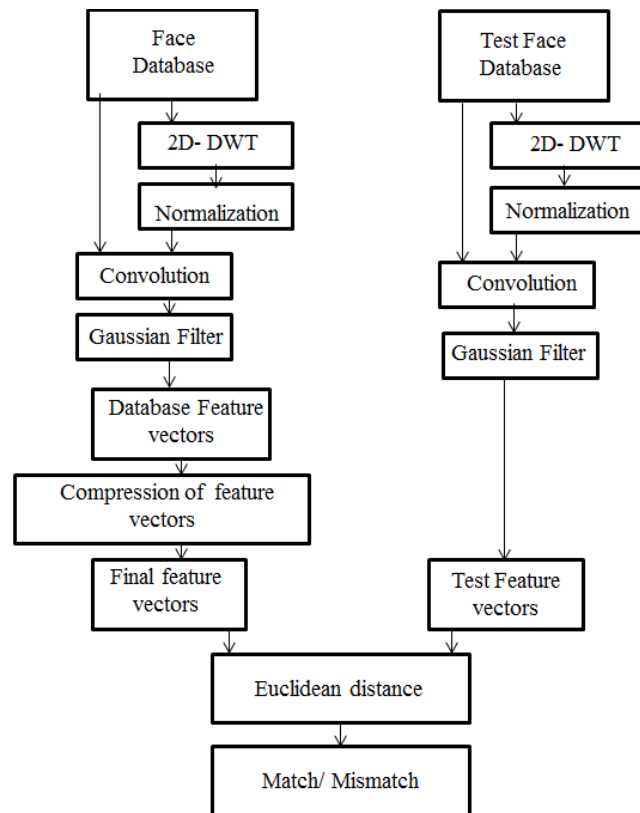 Face
Database
Test Face
Database
2D- DWT
2D- DWT
Normalization
Normalization
Convolution
Convolution
Gaussian Filter
Gaussian Filter
Database Feature
vectors
Compression of feature
vectors
Final feature
vectors
Test Feature
vectors
Euclidean distance
Match/ Mismatch